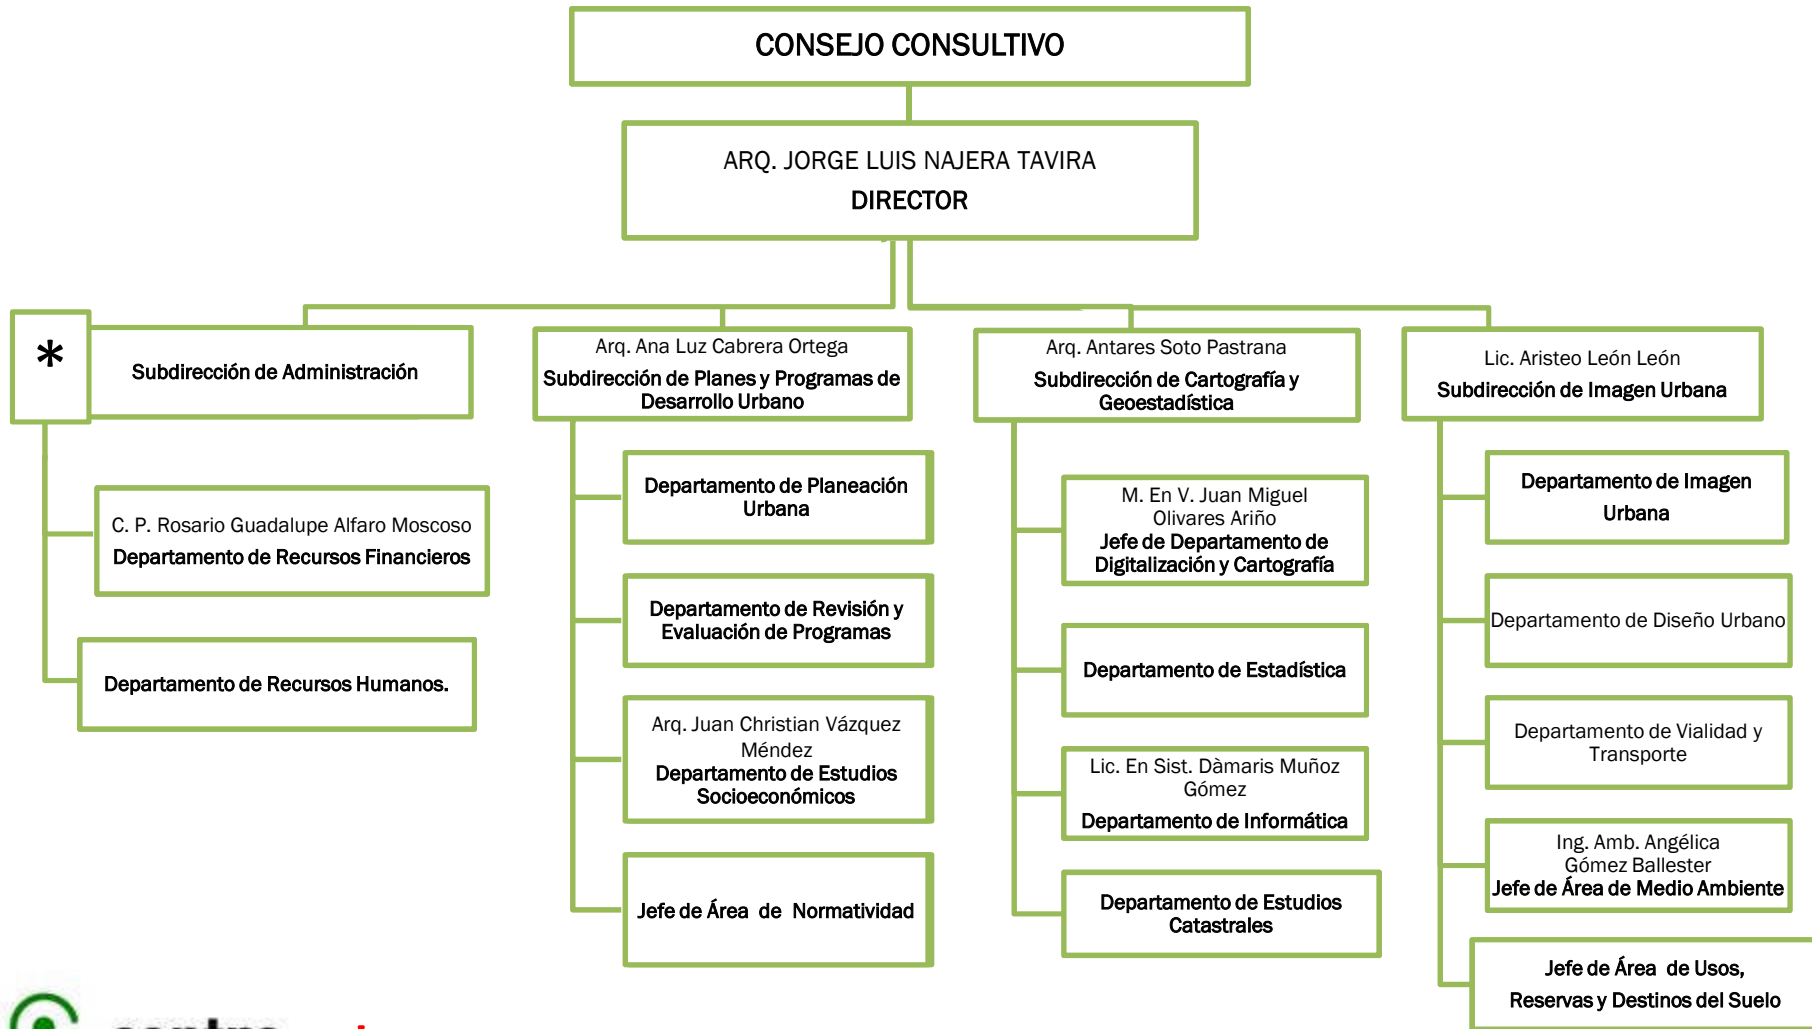 CONSEJO CONSULTIVO
ARQ. JORGE LUIS NAJERA TAVIRA
DIRECTOR
*
Subdirección de Administración
C. P. Rosario Guadalupe Alfaro Moscoso
Departamento de Recursos Financieros
Departamento de Recursos Humanos.
Arq. Ana Luz Cabrera Ortega
Subdirección de Planes y Programas de
Desarrollo Urbano
Departamento de Planeación
Urbana
Departamento de Revisión y
Evaluación de Programas
Arq. Juan Christian Vázquez
Méndez
Departamento de Estudios
Socioeconómicos
Jefe de Área de Normatividad
Arq. Antares Soto Pastrana
Subdirección de Cartografía y
Geoestadística
M. En V. Juan Miguel
Olivares Ariño
Jefe de Departamento de
Digitalización y Cartografía
Departamento de Estadística
Lic. En Sist. Dàmaris Muñoz
Gómez
Departamento de Informática
Departamento de Estudios
Catastrales
Lic. Aristeo León León
Subdirección de Imagen Urbana
Departamento de Imagen
Urbana
Departamento de Diseño Urbano
Departamento de Vialidad y
Transporte
Ing. Amb. Angélica
Gómez Ballester
Jefe de Área de Medio Ambiente
Jefe de Área de Usos,
Reservas y Destinos del Suelo